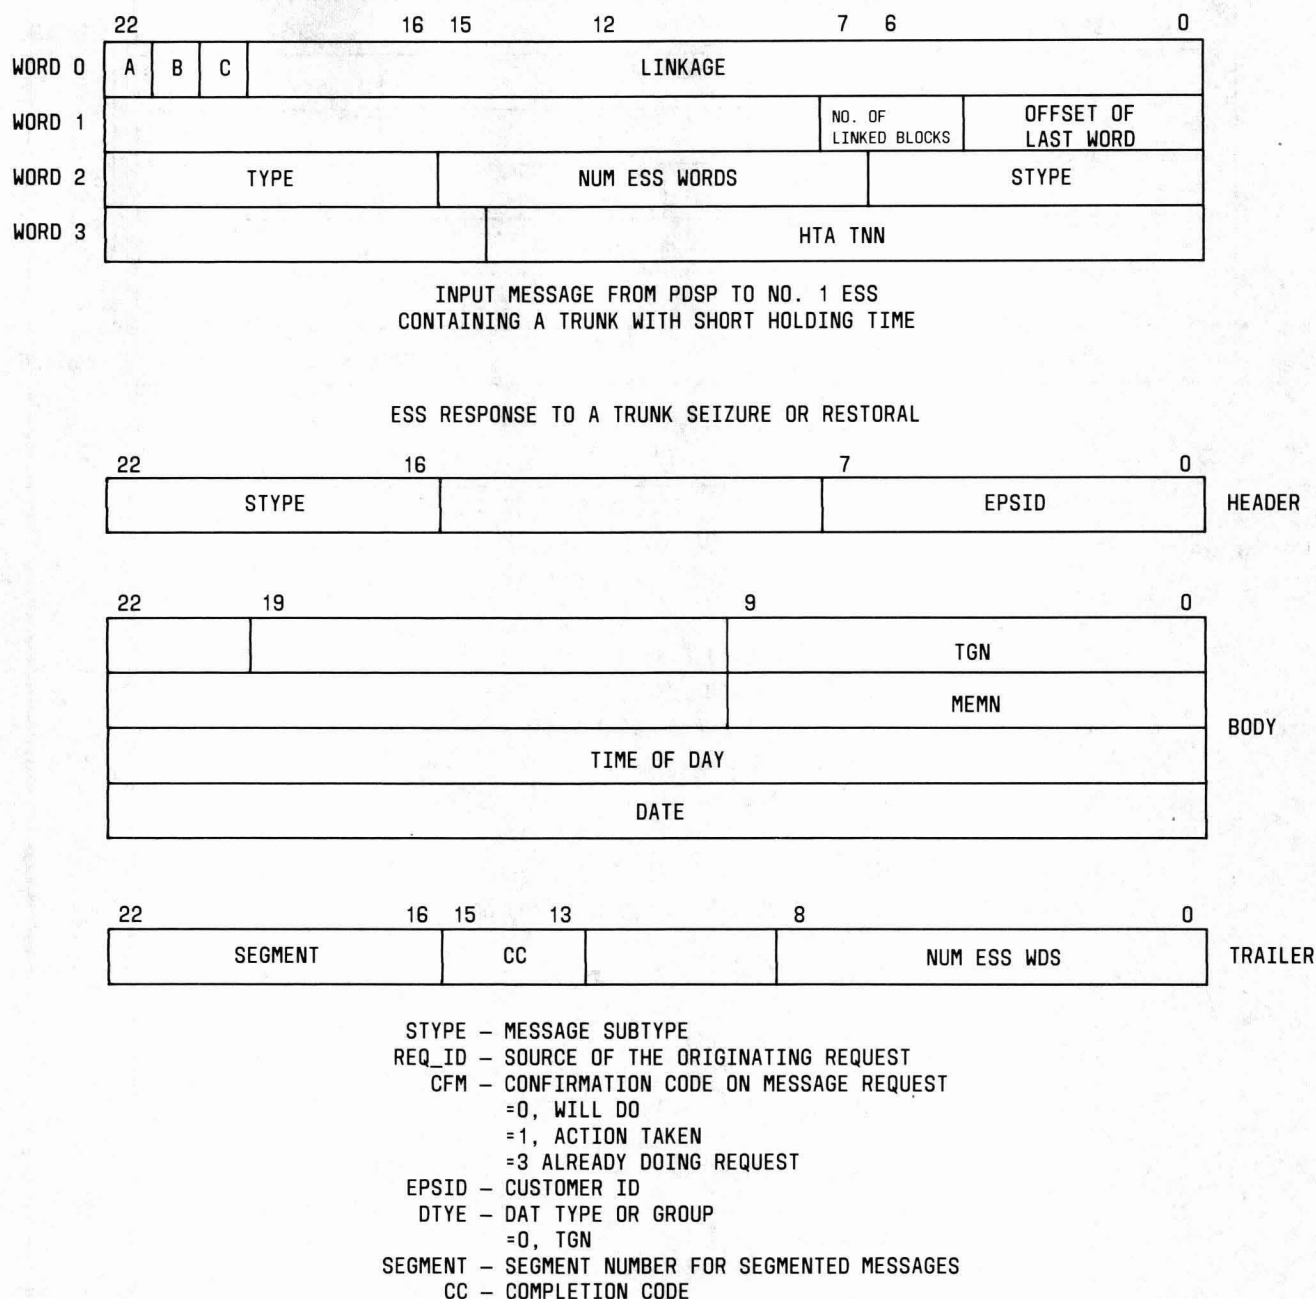 22 16 15 12 7 6 0
WORD 0 A B C LINKAGE
WORD 1 NO. OF LINKED BLOCKS OFFSET OF LAST WORD
WORD 2 TYPE NUM ESS WORDS STYPE
WORD 3 HTA TNN
INPUT MESSAGE FROM PDSP TO NO. 1 ESS
CONTAINING A TRUNK WITH SHORT HOLDING TIME
ESS RESPONSE TO A TRUNK SEIZURE OR RESTORAL
22 16 7 0
STYPE EPSID HEADER
22 19 9 0
TGN
MEMN
BODY
TIME OF DAY
DATE
22 16 15 13 8 0
SEGMENT CC NUM ESS WDS TRAILER
STYPE – MESSAGE SUBTYPE
REQ_ID – SOURCE OF THE ORIGINATING REQUEST
CFM – CONFIRMATION CODE ON MESSAGE REQUEST
=0, WILL DO
=1, ACTION TAKEN
=3 ALREADY DOING REQUEST
EPSID – CUSTOMER ID
DTYE – DAT TYPE OR GROUP
=0, TGN
SEGMENT – SEGMENT NUMBER FOR SEGMENTED MESSAGES
CC – COMPLETION CODE